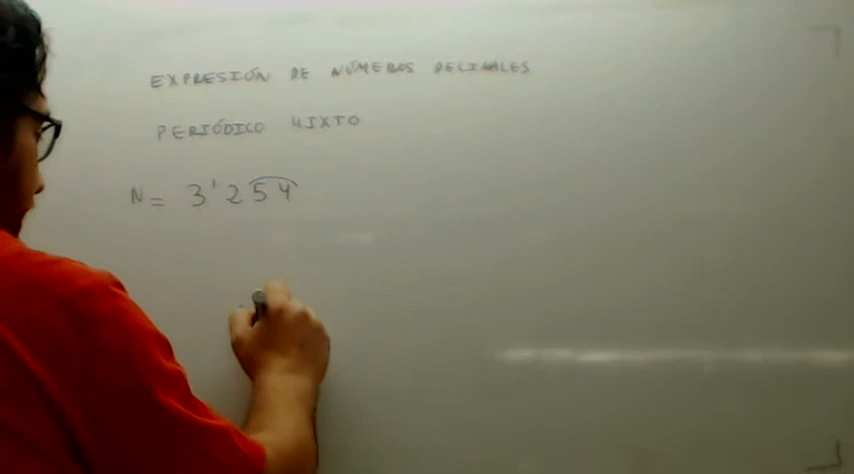 EXPRESIÓN DE NÚMEROS DECIMALES
PERIÓDICO MIXTO
N = 3'254